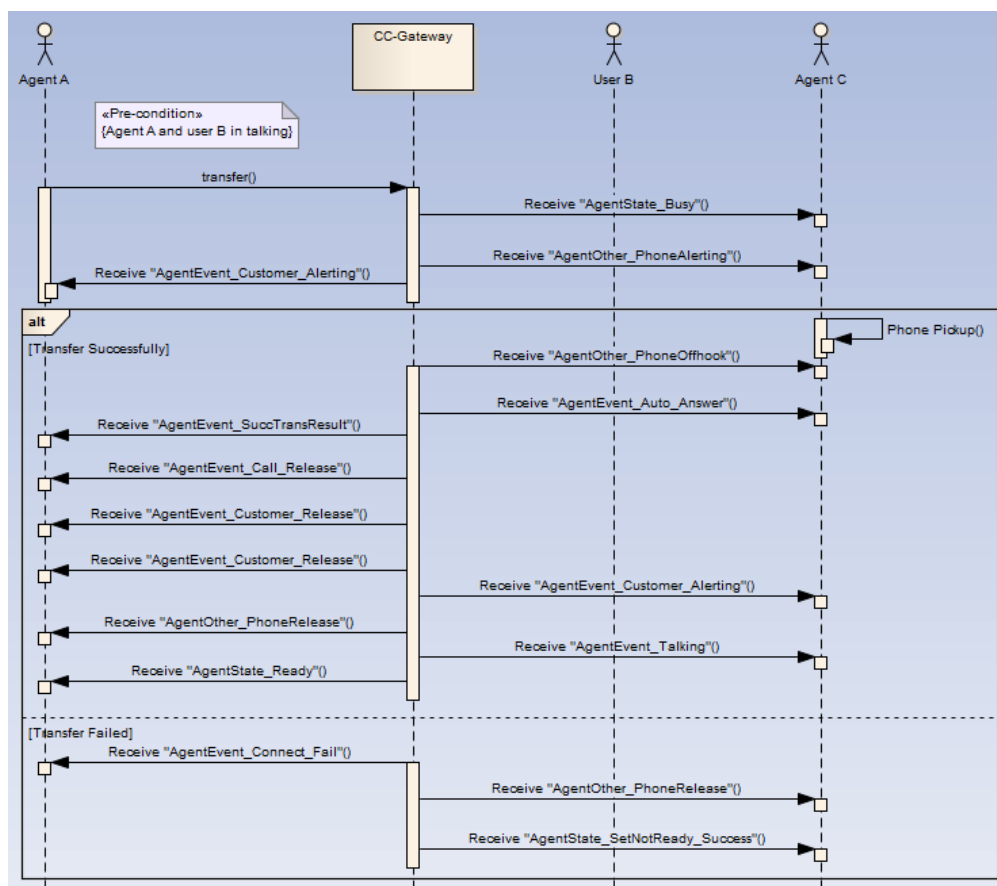 CC-Gateway
Agent A
User B
Agent C
«Pre-condition»
{Agent A and user B in talking}
transfer()
Receive "AgentState_Busy"()
Receive "AgentOther_PhoneAlerting"()
Receive "AgentEvent_Customer_Alerting"()
alt
Phone Pickup()
[Transfer Successfully]
Receive "AgentOther_PhoneOffhook"()
Receive "AgentEvent_Auto_Answer"()
Receive "AgentEvent_SuccTransResult"()
Receive "AgentEvent_Call_Release"()
Receive "AgentEvent_Customer_Release"()
Receive "AgentEvent_Customer_Release"()
Receive "AgentEvent_Customer_Alerting"()
Receive "AgentOther_PhoneRelease"()
Receive "AgentEvent_Talking"()
Receive "AgentState_Ready"()
[Transfer Failed]
Receive "AgentEvent_Connect_Fail"()
Receive "AgentOther_PhoneRelease"()
Receive "AgentState_SetNotReady_Success"()